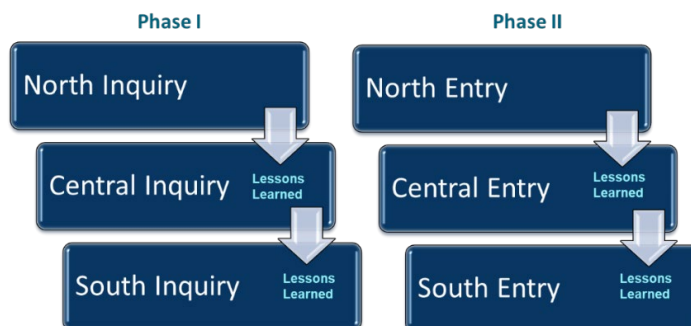 Phase I
North Inquiry
Central Inquiry
Lessons
Learned
South Inquiry
Lessons
Learned
Phase II
North Entry
Central Entry
Lessons
Learned
South Entry
Lessons
Learned